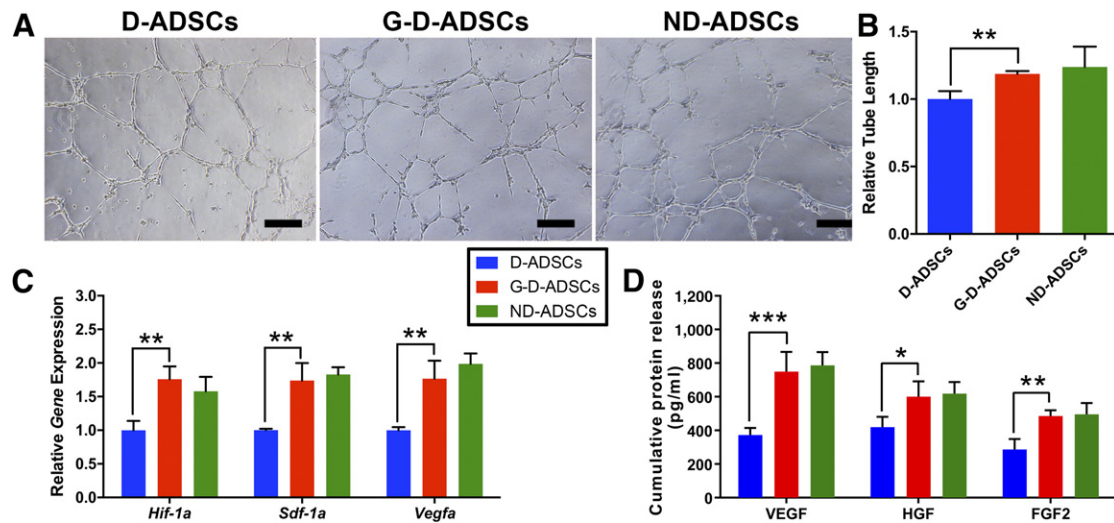 A
D-ADSCs
G-D-ADSCs
ND-ADSCs
B
Relative Tube Length
1.5
1.0
0.5
0.0
**
D-ADSCs
G-D-ADSCs
ND-ADSCs
C
Relative Gene Expression
3.0
2.5
2.0
1.5
1.0
0.5
0.0
D-ADSCs
G-D-ADSCs
ND-ADSCs
**
**
**
Hif-1a
Sdf-1a
Vegfa
D
Cumulative protein release
(pg/ml)
1,200
1,000
800
600
400
200
0
***
*
**
VEGF
HGF
FGF2